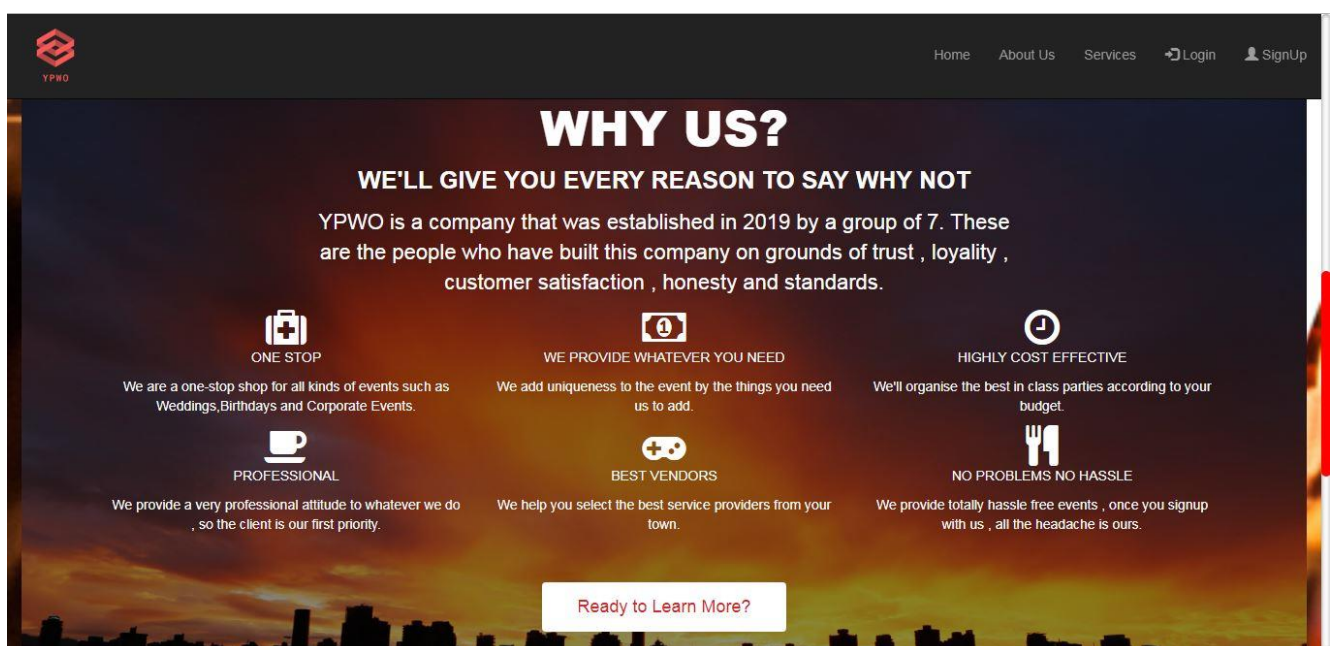 YPWO
Home About Us Services Login SignUp
WHY US?
WE'LL GIVE YOU EVERY REASON TO SAY WHY NOT
YPWO is a company that was established in 2019 by a group of 7. These
are the people who have built this company on grounds of trust , loyality ,
customer satisfaction , honesty and standards.
1
ONE STOP
We are a one-stop shop for all kinds of events such as
Weddings,Birthdays and Corporate Events.
WE PROVIDE WHATEVER YOU NEED
We add uniqueness to the event by the things you need
us to add.
HIGHLY COST EFFECTIVE
We'll organise the best in class parties according to your
budget.
PROFESSIONAL
We provide a very professional attitude to whatever we do
, so the client is our first priority.
BEST VENDORS
We help you select the best service providers from your
town.
NO PROBLEMS NO HASSLE
We provide totally hassle free events , once you signup
with us , all the headache is ours.
Ready to Learn More?